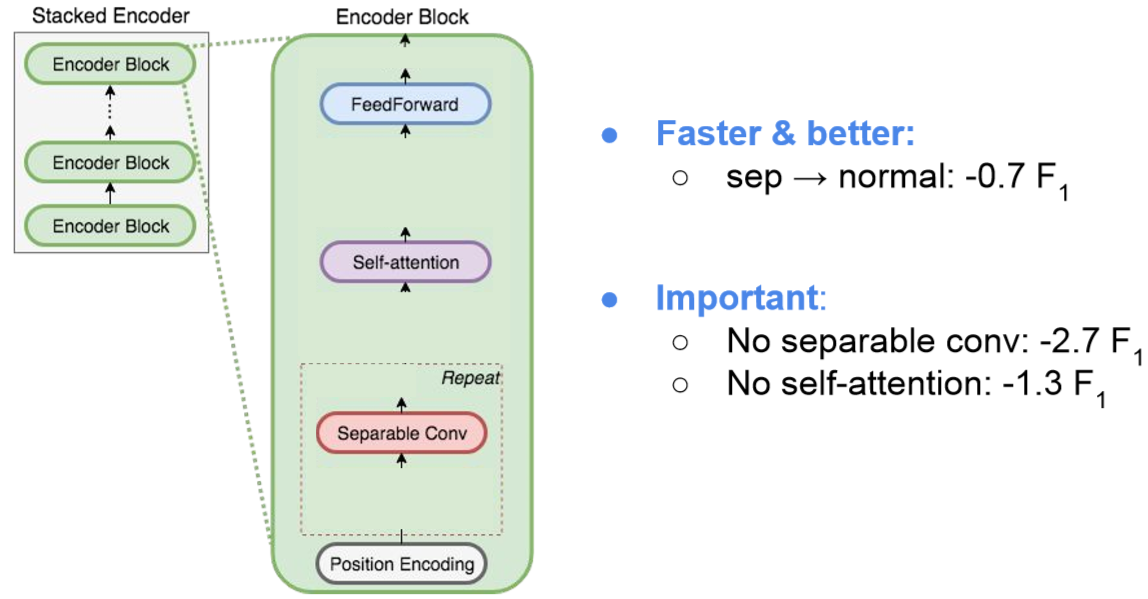 Stacked Encoder
Encoder Block
Encoder Block
Encoder Block
Encoder Block
FeedForward
Self-attention
Repeat
Separable Conv
Position Encoding
● Faster & better:
○ sep → normal: -0.7 F₁
● Important:
○ No separable conv: -2.7 F₁
○ No self-attention: -1.3 F₁